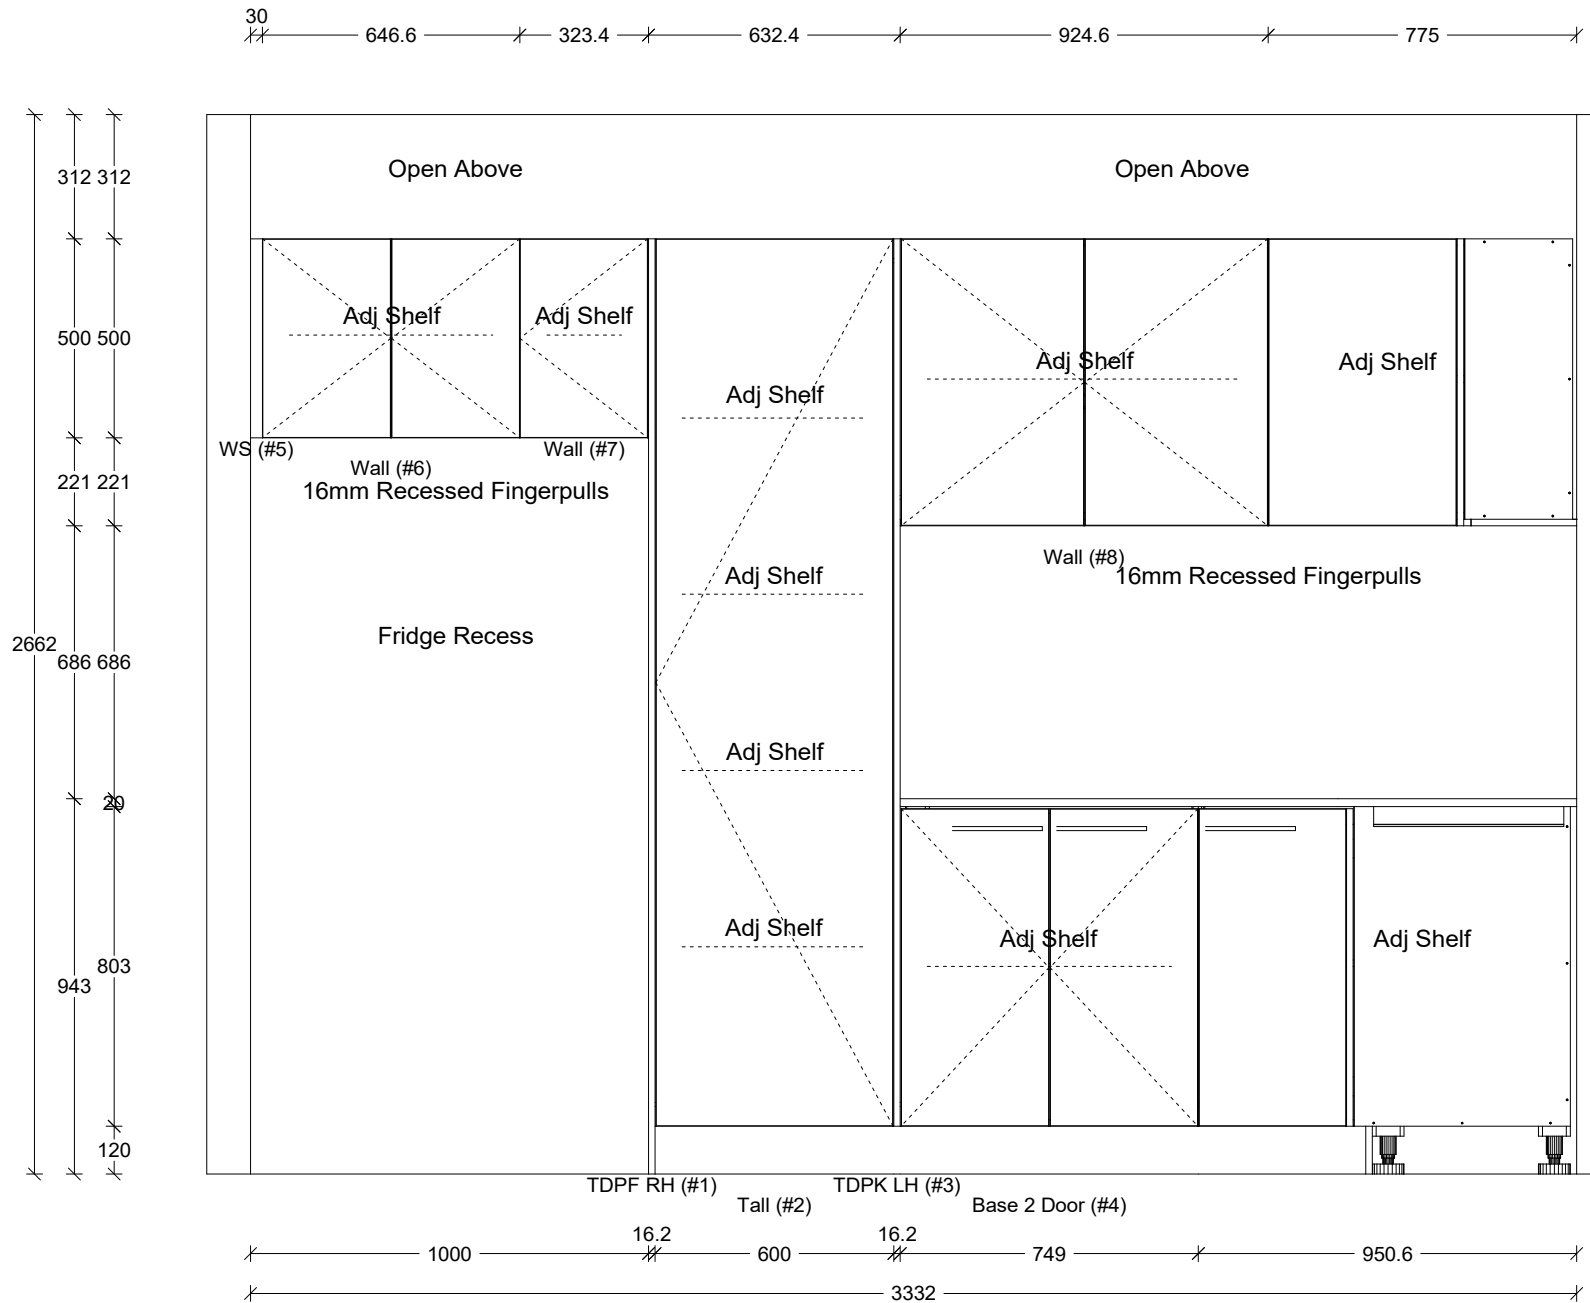 30
646.6
323.4
632.4
924.6
775
Open Above
Open Above
312 312
Adj Shelf
Adj Shelf
500 500
Adj Shelf
Adj Shelf
Adj Shelf
WS (#5)
Wall (#7)
Wall (#6)
221 221
16mm Recessed Fingerpulls
Wall (#8)
16mm Recessed Fingerpulls
Adj Shelf
Fridge Recess
2662
686 686
Adj Shelf
20
Adj Shelf
Adj Shelf
Adj Shelf
803
943
120
TDPF RH (#1)
TDPK LH (#3)
Tall (#2)
Base 2 Door (#4)
16.2
16.2
1000
600
749
950.6
3332